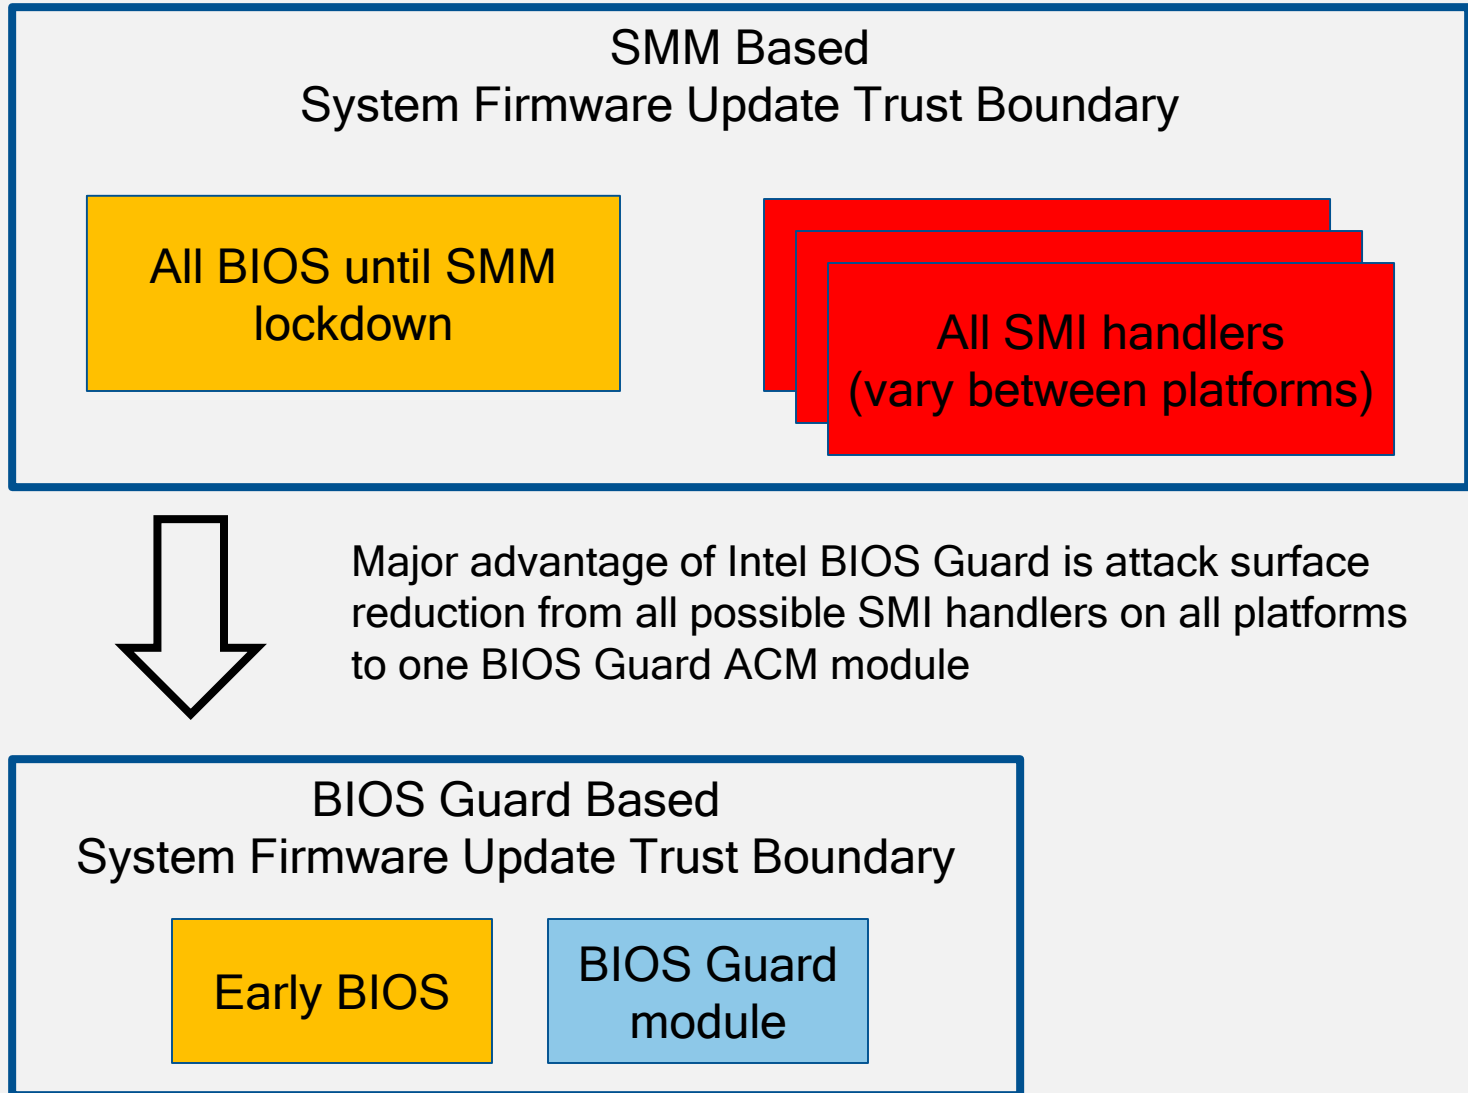 SMM Based
System Firmware Update Trust Boundary
All BIOS until SMM
lockdown
All SMI handlers
(vary between platforms)
Major advantage of Intel BIOS Guard is attack surface
reduction from all possible SMI handlers on all platforms
to one BIOS Guard ACM module
BIOS Guard Based
System Firmware Update Trust Boundary
Early BIOS
BIOS Guard
module